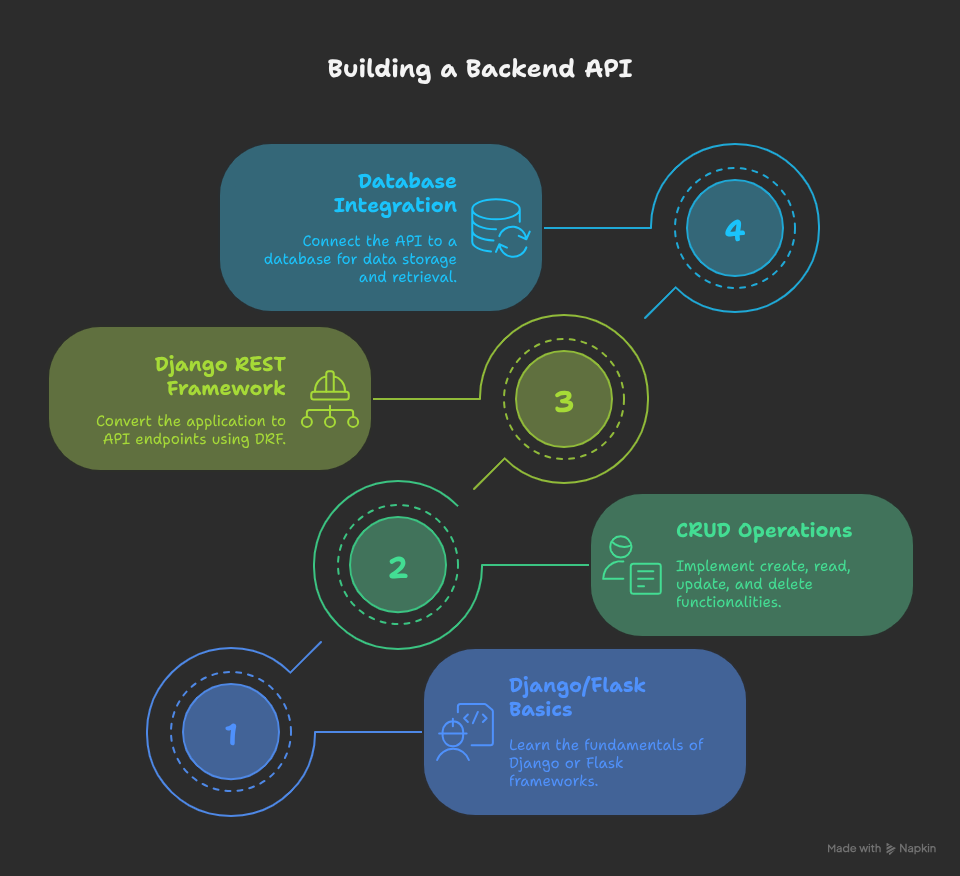 Building a Backend API
Database
Integration
Connect the API to a
database for data storage
and retrieval.
4
Django REST
Framework
Convert the application to
API endpoints using DRF.
3
CRUD Operations
Implement create, read,
update, and delete
functionalities.
2
Django/Flask
Basics
Learn the fundamentals of
Django or Flask
frameworks.
1
</>
Made with Napkin